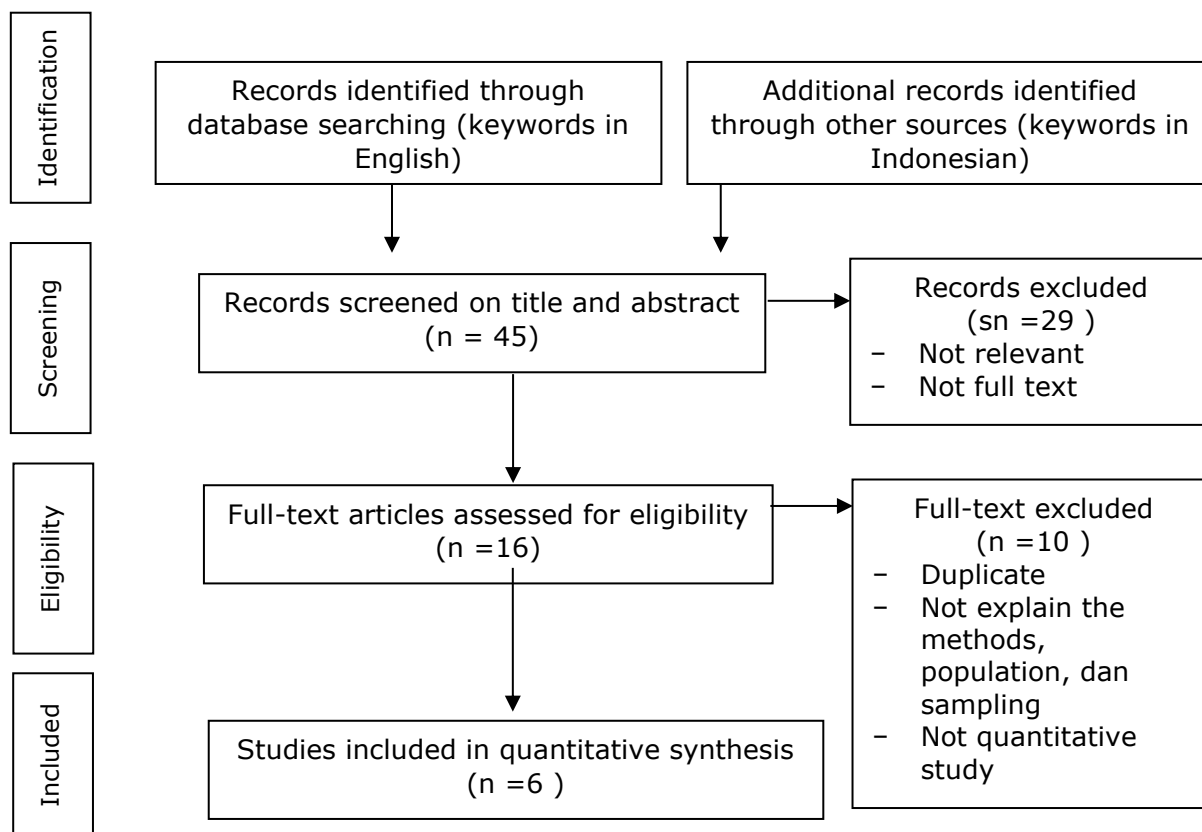 Identification
Records identified through
database searching (keywords in
English)
Additional records identified
through other sources (keywords in
Indonesian)
Screening
Records screened on title and abstract
(n = 45)
Records excluded
(sn =29 )
− Not relevant
− Not full text
Eligibility
Full-text articles assessed for eligibility
(n =16)
Full-text excluded
(n =10 )
− Duplicate
− Not explain the
methods,
population, dan
sampling
− Not quantitative
study
Included
Studies included in quantitative synthesis
(n =6 )